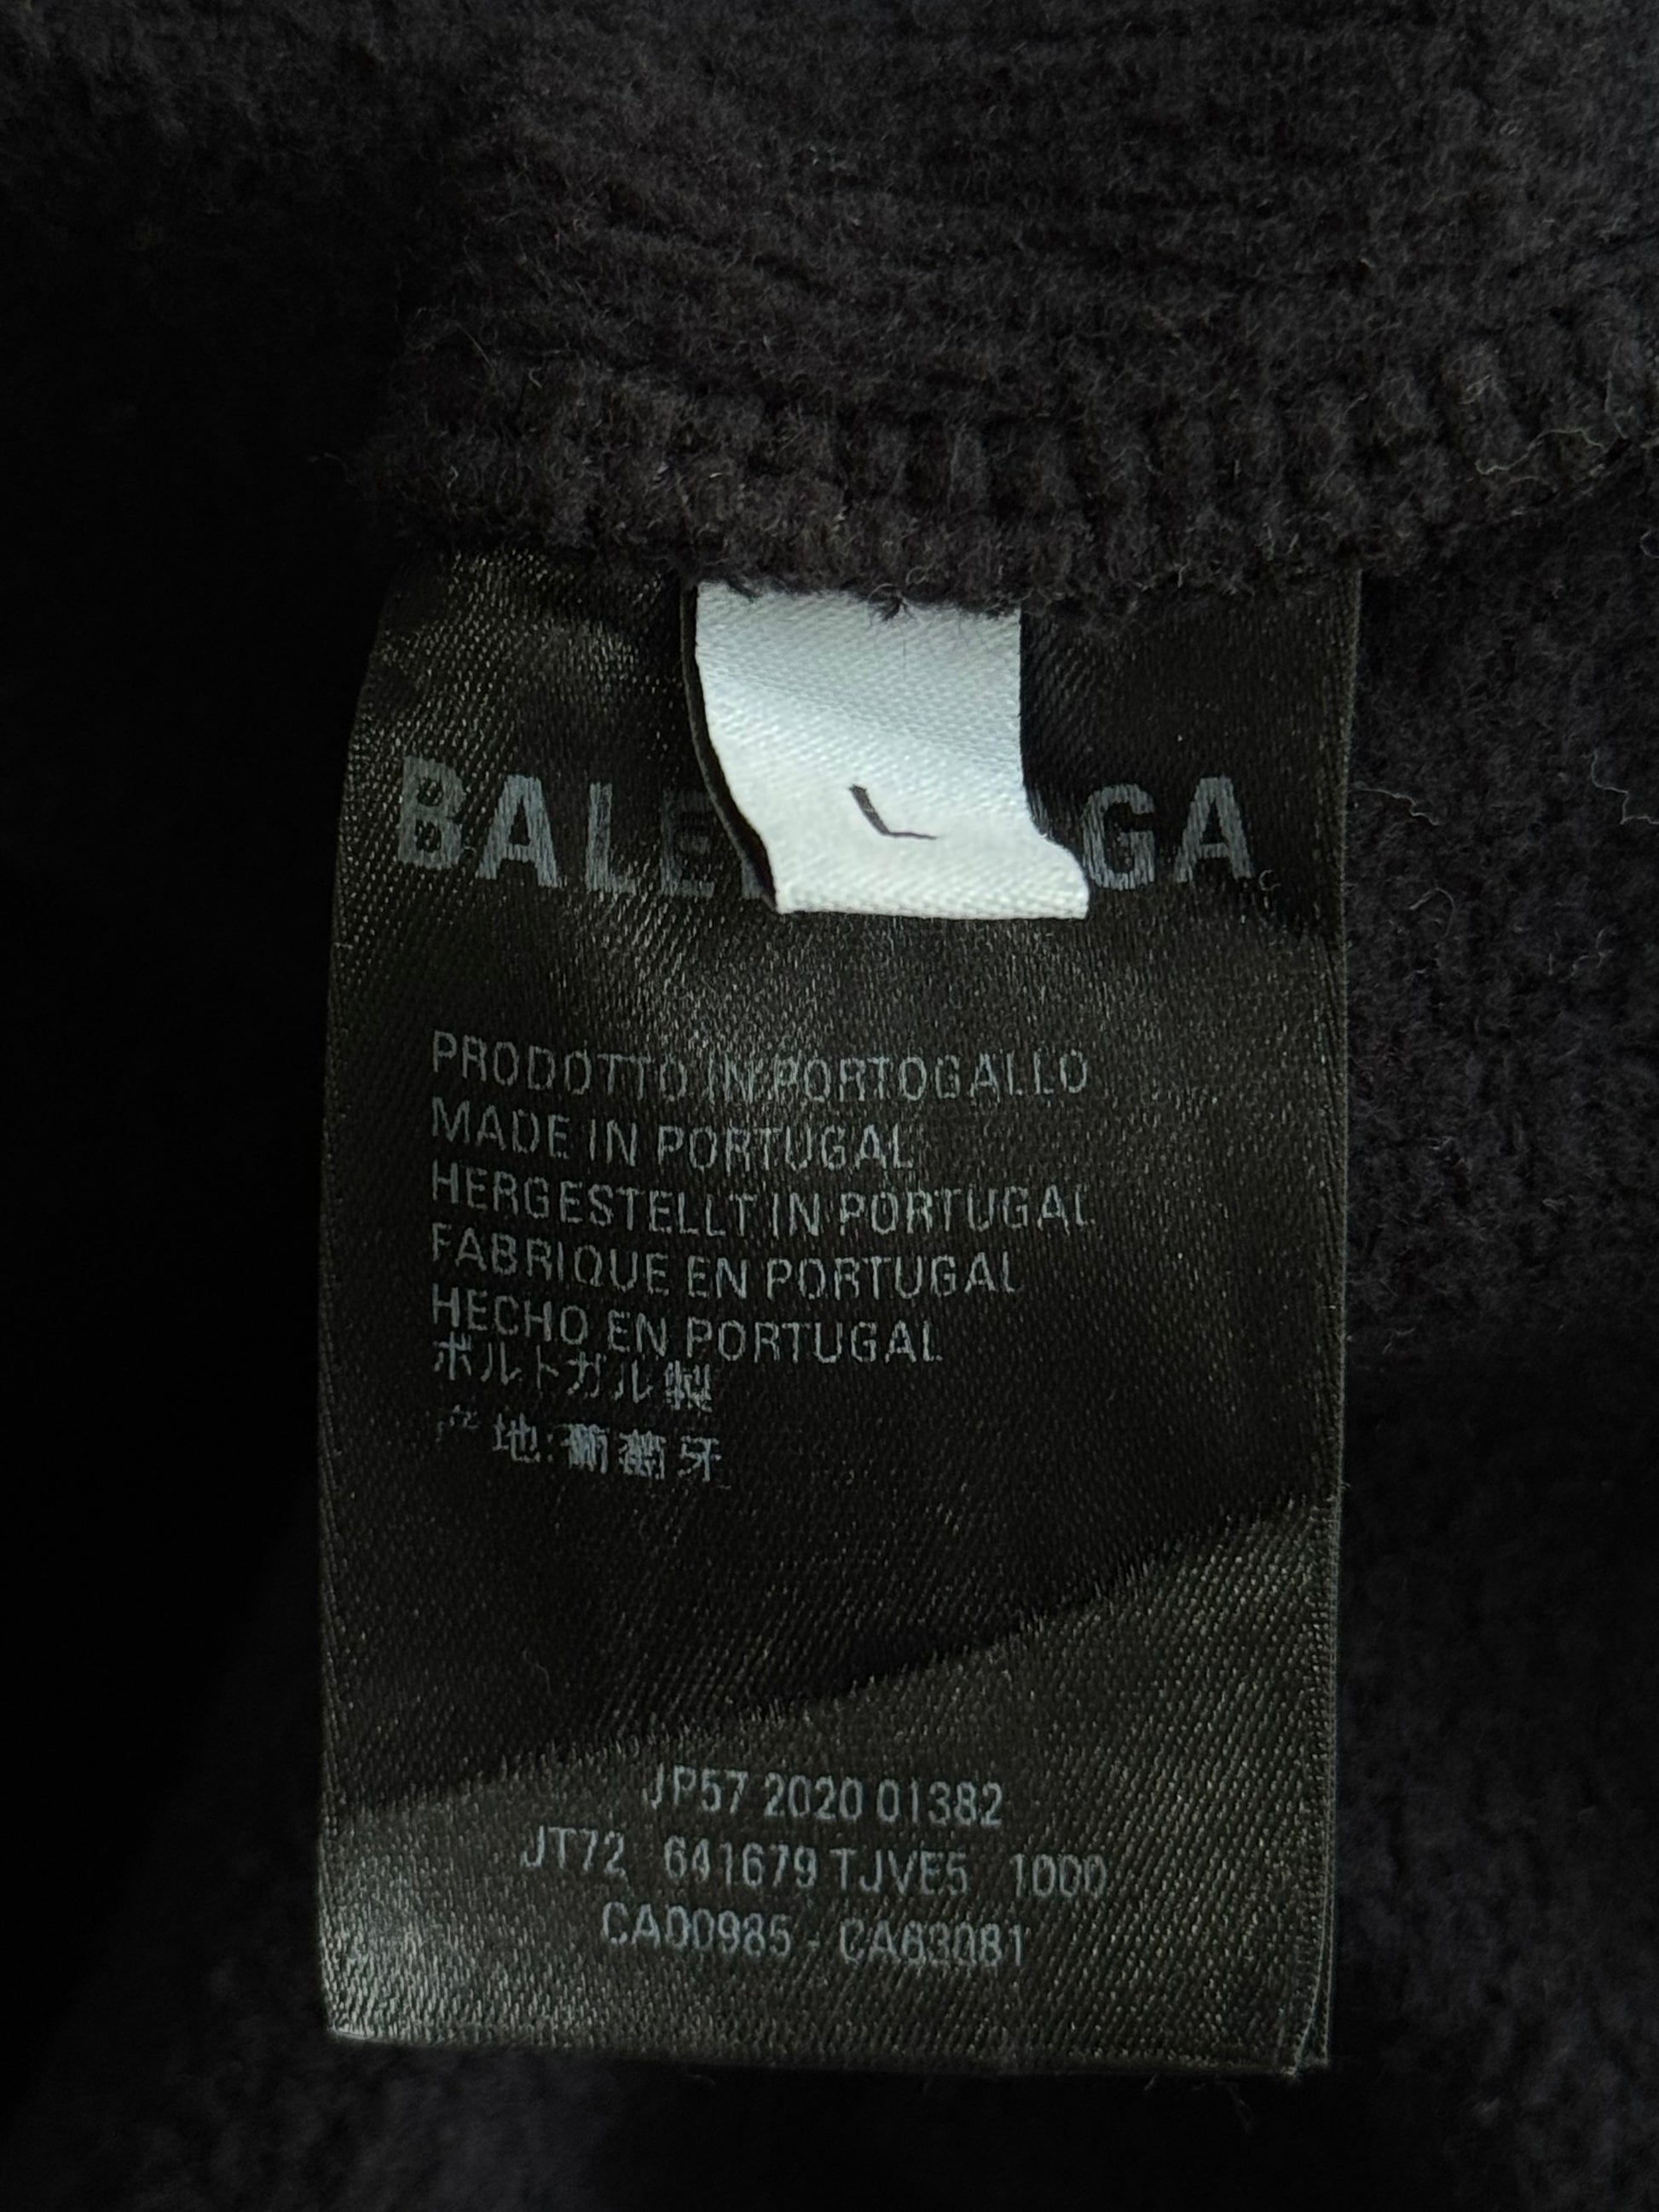 L
BALE GA
PRODOTTO IN PORTOGALLO
MADE IN PORTUGAL
HERGESTELLT IN PORTUGAL
FABRIQUE EN PORTUGAL
HECHO EN PORTUGAL
ポルトガル製
产地:葡萄牙
JP57 2020 01382
JT72 641679 TJVE5 1000
CA00985 - CA63081